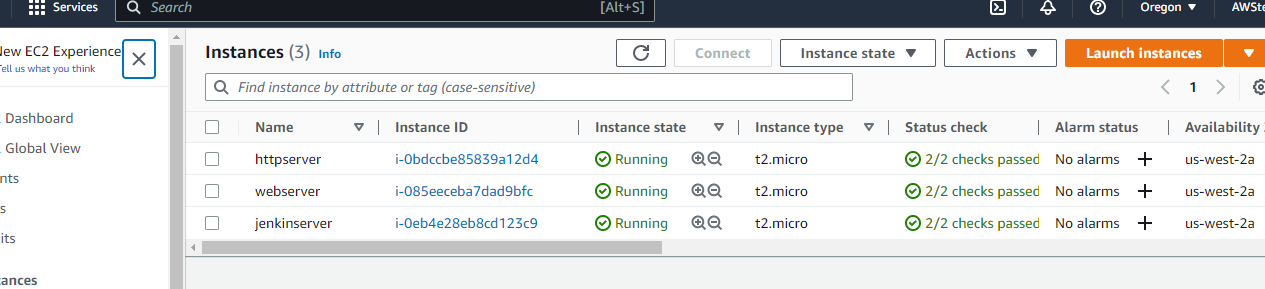 Services
Search
[Alt+S]
Oregon
AWSte
New EC2 Experience
Tell us what you think
Instances (3) Info
Connect
Instance state
Actions
Launch instances
Find instance by attribute or tag (case-sensitive)
1
Dashboard
Global View
Name Instance ID Instance state Instance type Status check Alarm status Availability
httpserver i-0bdccbe85839a12d4 Running t2.micro 2/2 checks passed No alarms us-west-2a
webserver i-085eeceba7dad9bfc Running t2.micro 2/2 checks passed No alarms us-west-2a
jenkinserver i-0eb4e28eb8cd123c9 Running t2.micro 2/2 checks passed No alarms us-west-2a